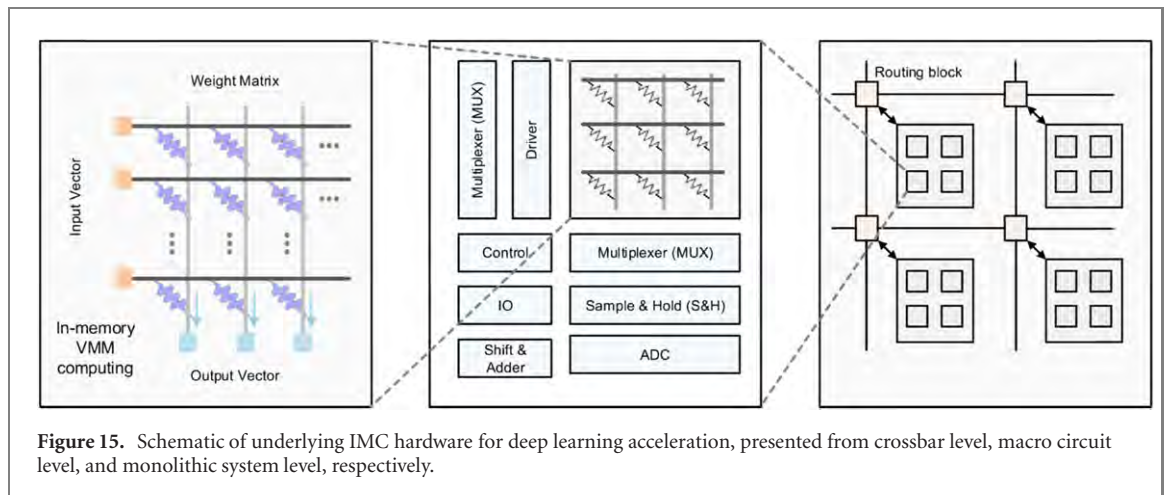 Weight Matrix
Input Vector
In-memory
VMM
computing
Output Vector
Multiplexer (MUX)
Driver
Control
Multiplexer (MUX)
IO
Sample & Hold (S&H)
Shift &
Adder
ADC
Routing block
Figure 15. Schematic of underlying IMC hardware for deep learning acceleration, presented from crossbar level, macro circuit
level, and monolithic system level, respectively.